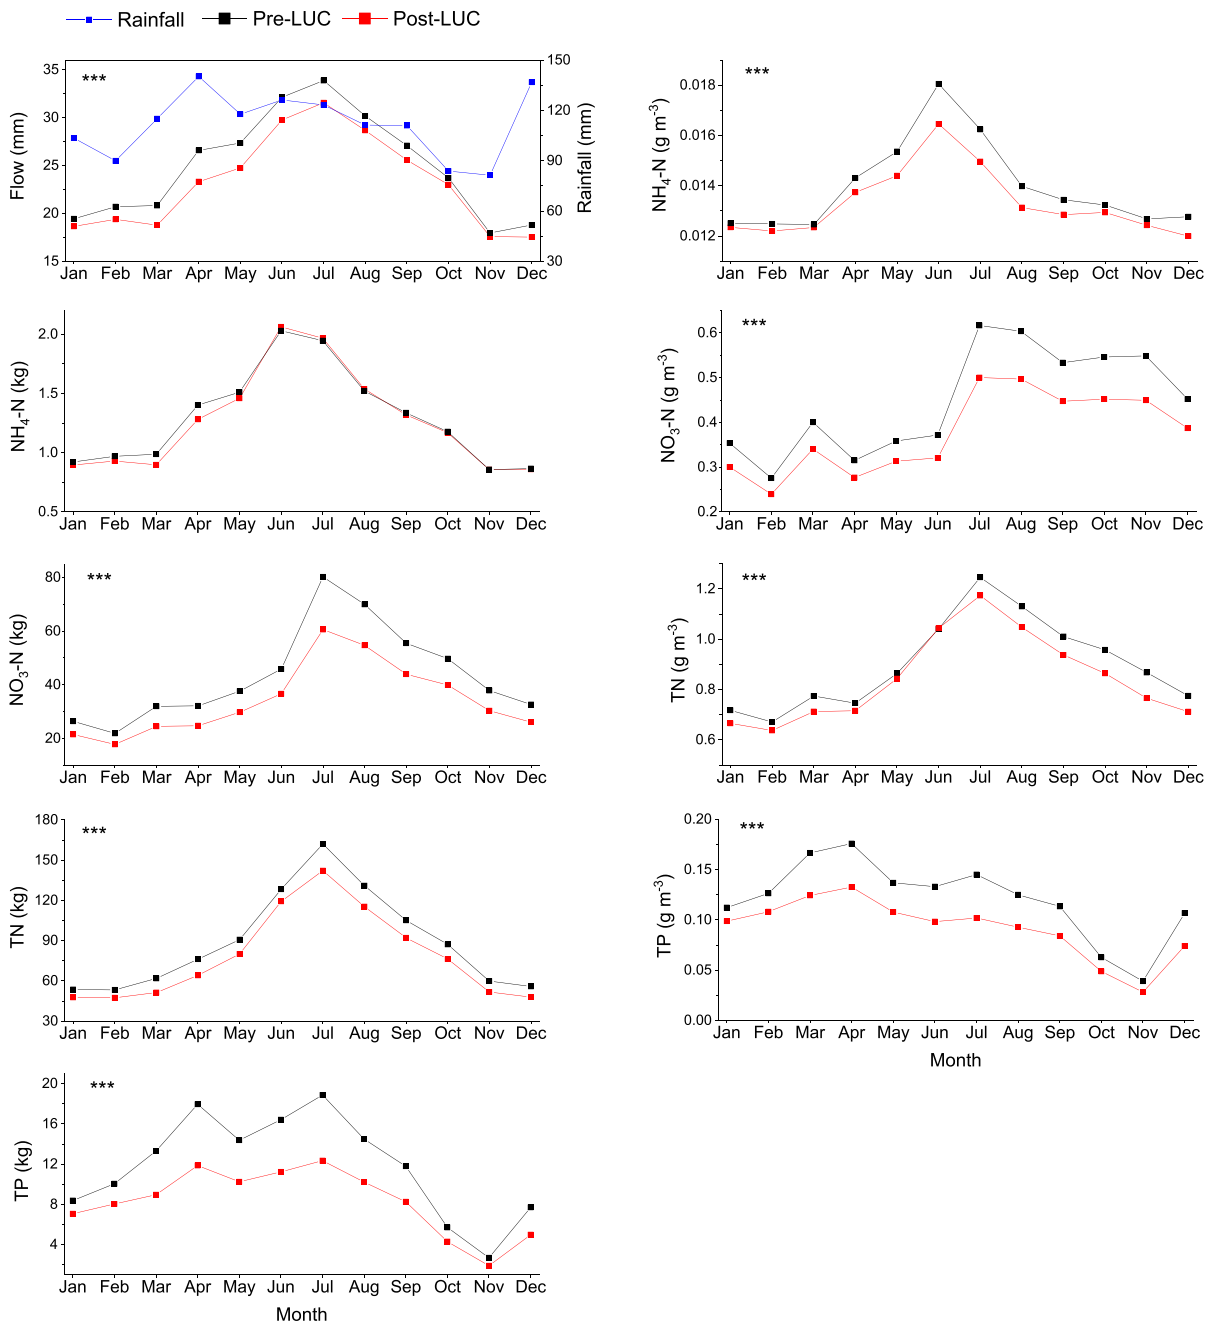 Rainfall Pre-LUC Post-LUC
***
Flow (mm)
35
30
25
20
15
150
120
90
60
30
Rainfall (mm)
Jan Feb Mar Apr May Jun Jul Aug Sep Oct Nov Dec
***
NH4-N (g m-3)
0.018
0.016
0.014
0.012
Jan Feb Mar Apr May Jun Jul Aug Sep Oct Nov Dec
NH4-N (kg)
2.0
1.5
1.0
0.5
Jan Feb Mar Apr May Jun Jul Aug Sep Oct Nov Dec
***
NO3-N (g m-3)
0.6
0.5
0.4
0.3
0.2
Jan Feb Mar Apr May Jun Jul Aug Sep Oct Nov Dec
***
NO3-N (kg)
80
60
40
20
Jan Feb Mar Apr May Jun Jul Aug Sep Oct Nov Dec
***
TN (g m-3)
1.2
1.0
0.8
0.6
Jan Feb Mar Apr May Jun Jul Aug Sep Oct Nov Dec
***
TN (kg)
180
150
120
90
60
30
Jan Feb Mar Apr May Jun Jul Aug Sep Oct Nov Dec
***
TP (g m-3)
0.20
0.15
0.10
0.05
0.00
Jan Feb Mar Apr May Jun Jul Aug Sep Oct Nov Dec
Month
***
TP (kg)
20
16
12
8
4
Jan Feb Mar Apr May Jun Jul Aug Sep Oct Nov Dec
Month